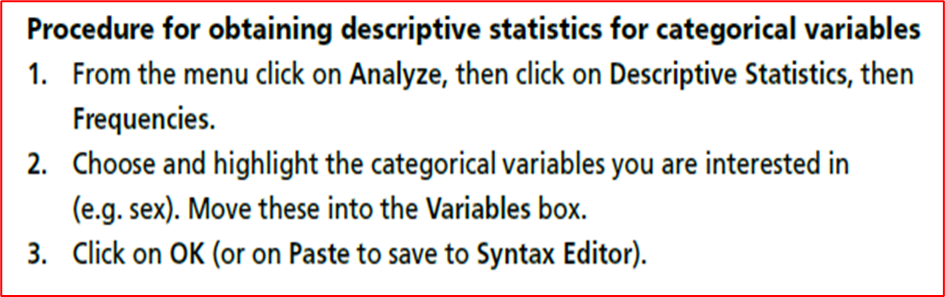 Procedure for obtaining descriptive statistics for categorical variables
1. From the menu click on Analyze, then click on Descriptive Statistics, then
Frequencies.
2. Choose and highlight the categorical variables you are interested in
(e.g. sex). Move these into the Variables box.
3. Click on OK (or on Paste to save to Syntax Editor).